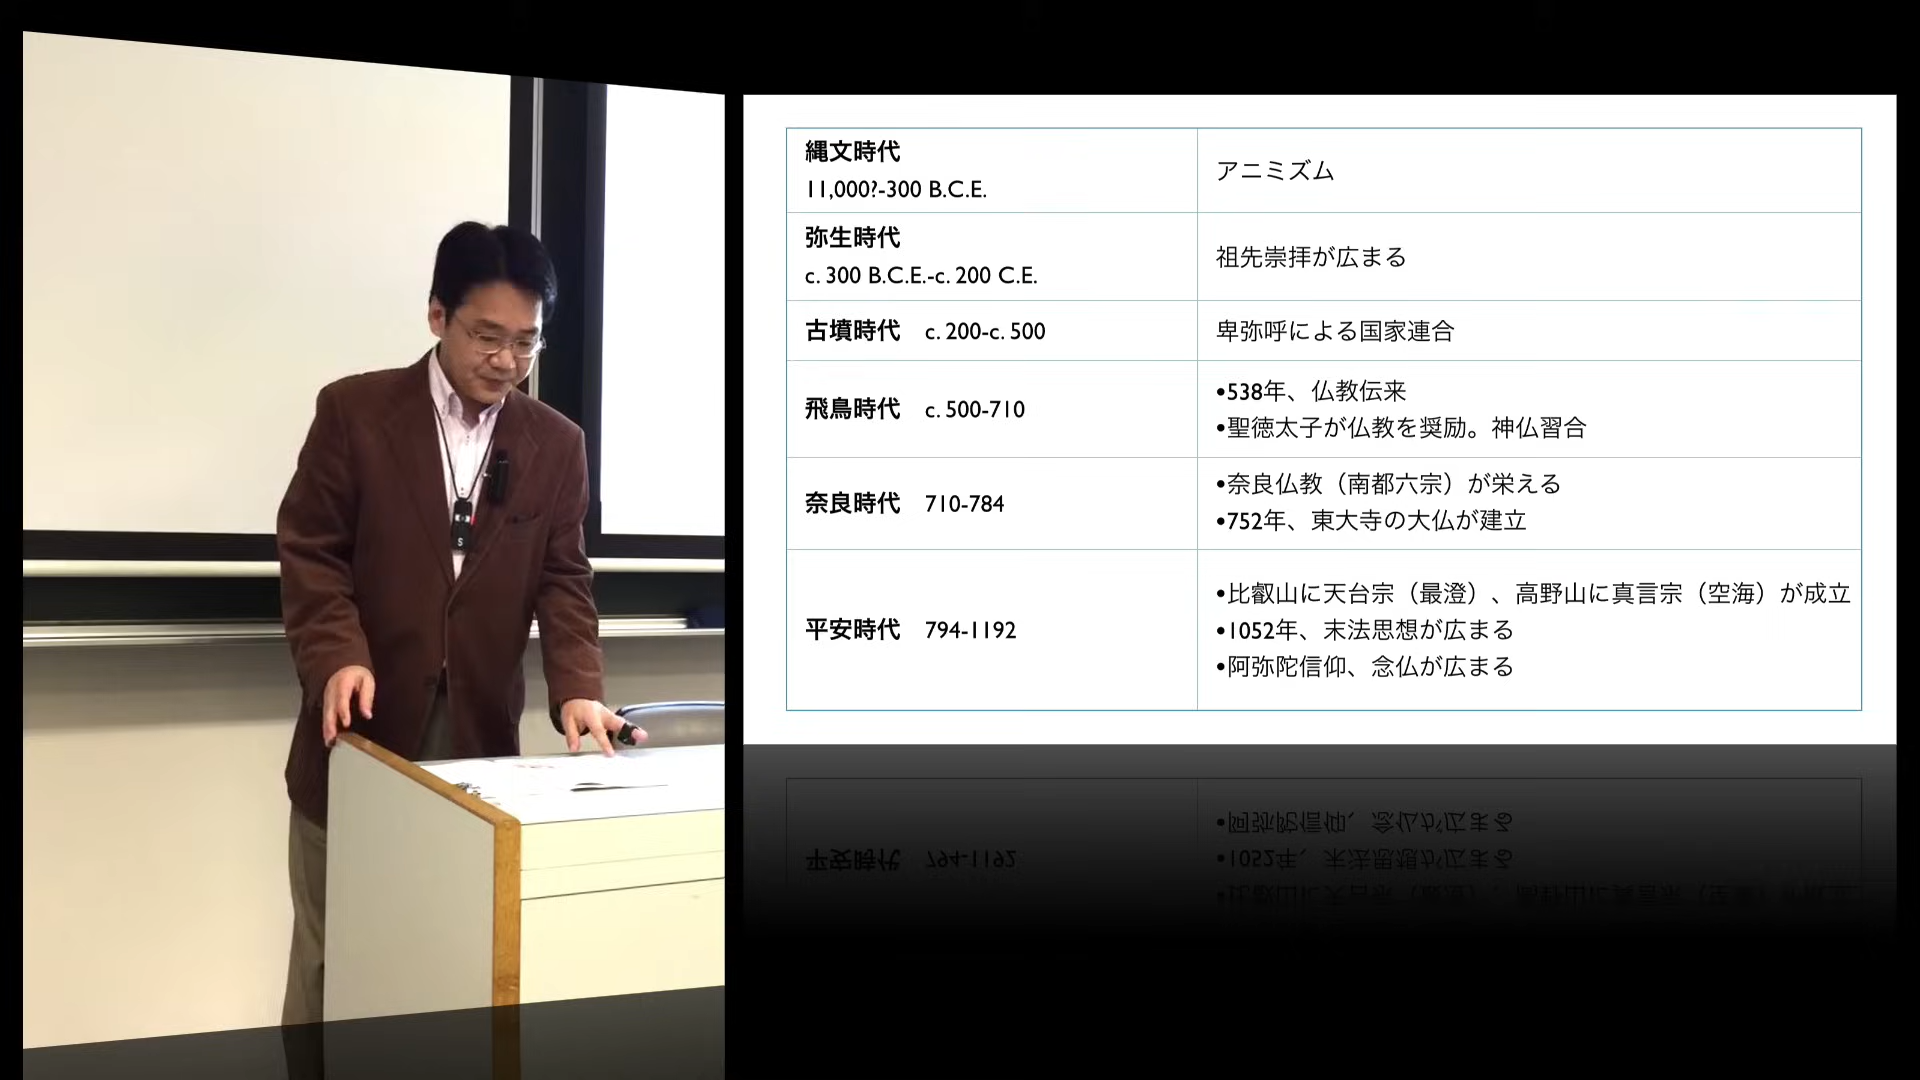 縄文時代
11,000?-300 B.C.E.
アニミズム
弥生時代
c. 300 B.C.E.-c. 200 C.E.
祖先崇拝が広まる
古墳時代 c. 200-c. 500
卑弥呼による国家連合
飛鳥時代 c. 500-710
•538年、仏教伝来
•聖徳太子が仏教を奨励。神仏習合
奈良時代 710-784
•奈良仏教（南都六宗）が栄える
•752年、東大寺の大仏が建立
平安時代 794-1192
•比叡山に天台宗（最澄）、高野山に真言宗（空海）が成立
•1052年、末法思想が広まる
•阿弥陀信仰、念仏が広まる
S